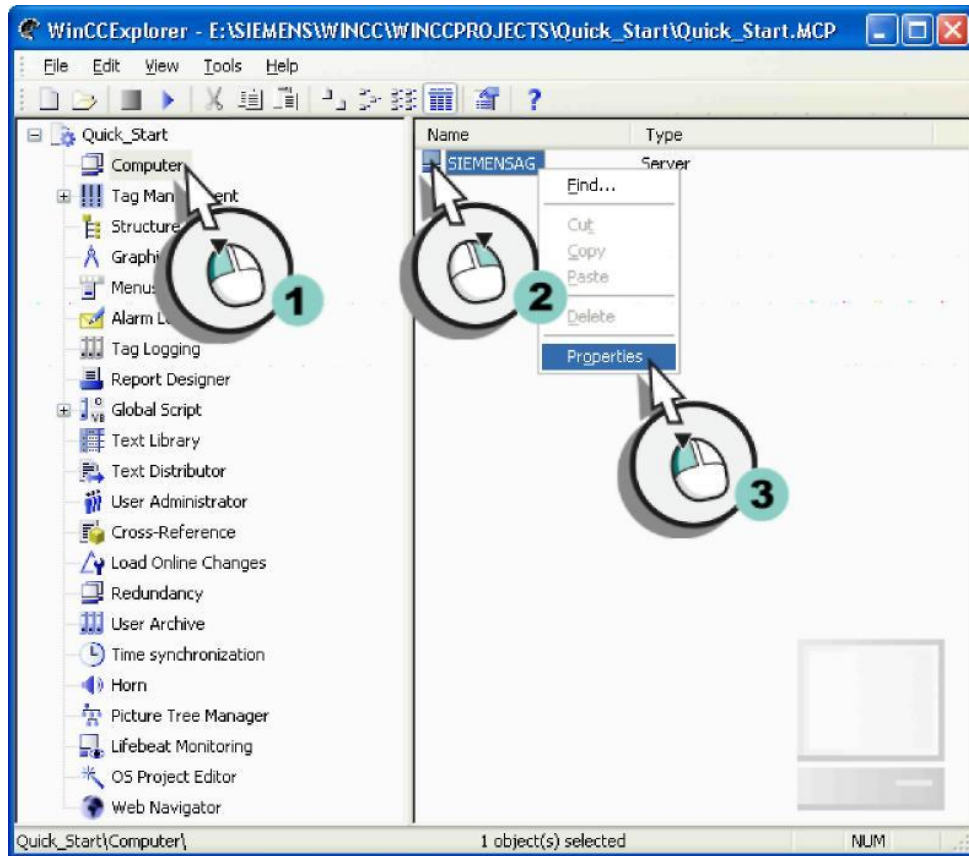 WinCCExplorer - E:\SIEMENS\WINCC\WINCCPROJECTS\Quick_Start\Quick_Start.MCP
File Edit View Tools Help
Quick_Start
Computer
Tag Man ent
Structure
Graphi
Menus
Alarm L
Tag Logging
Report Designer
Global Script
Text Library
Text Distributor
User Administrator
Cross-Reference
Load Online Changes
Redundancy
User Archive
Time synchronization
Horn
Picture Tree Manager
Lifebeat Monitoring
OS Project Editor
Web Navigator
Name Type
SIEMENSAG Server
Find...
Cut
Copy
Paste
Delete
Properties
1
2
3
Quick_Start\Computer\ 1 object(s) selected NUM